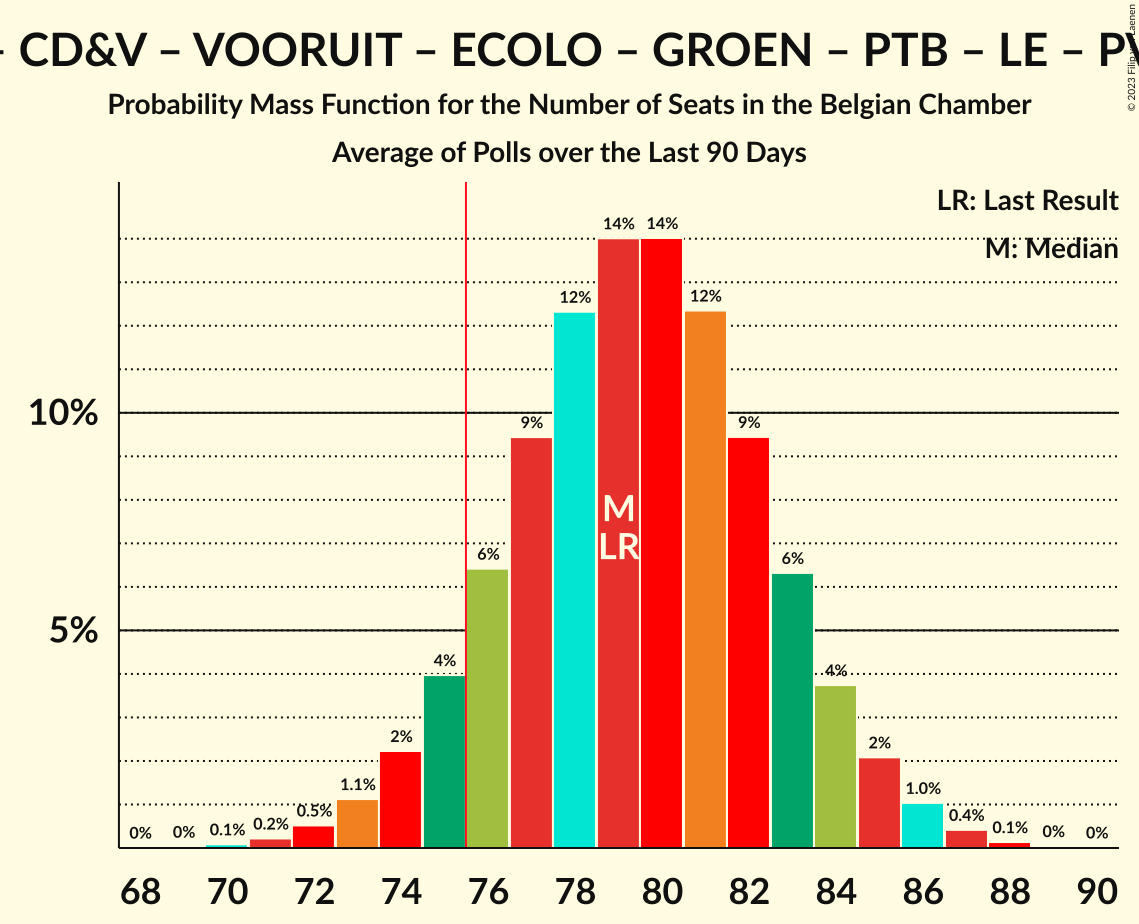 – CD&V – VOORUIT – ECOLO – GROEN – PTB – LE –
Probability Mass Function for the Number of Seats in the Belgian Chamber
Average of Polls over the Last 90 Days
© 2023 Filip Laenen
LR: Last Result
M: Median
14% 14%
12% 12%
10%
9% 9%
M
LR
6% 6%
5%
4% 4%
2% 2%
1.1% 1.0%
0% 0% 0.1% 0.2% 0.5% 0.4% 0.1% 0% 0%
68 70 72 74 76 78 80 82 84 86 88 90